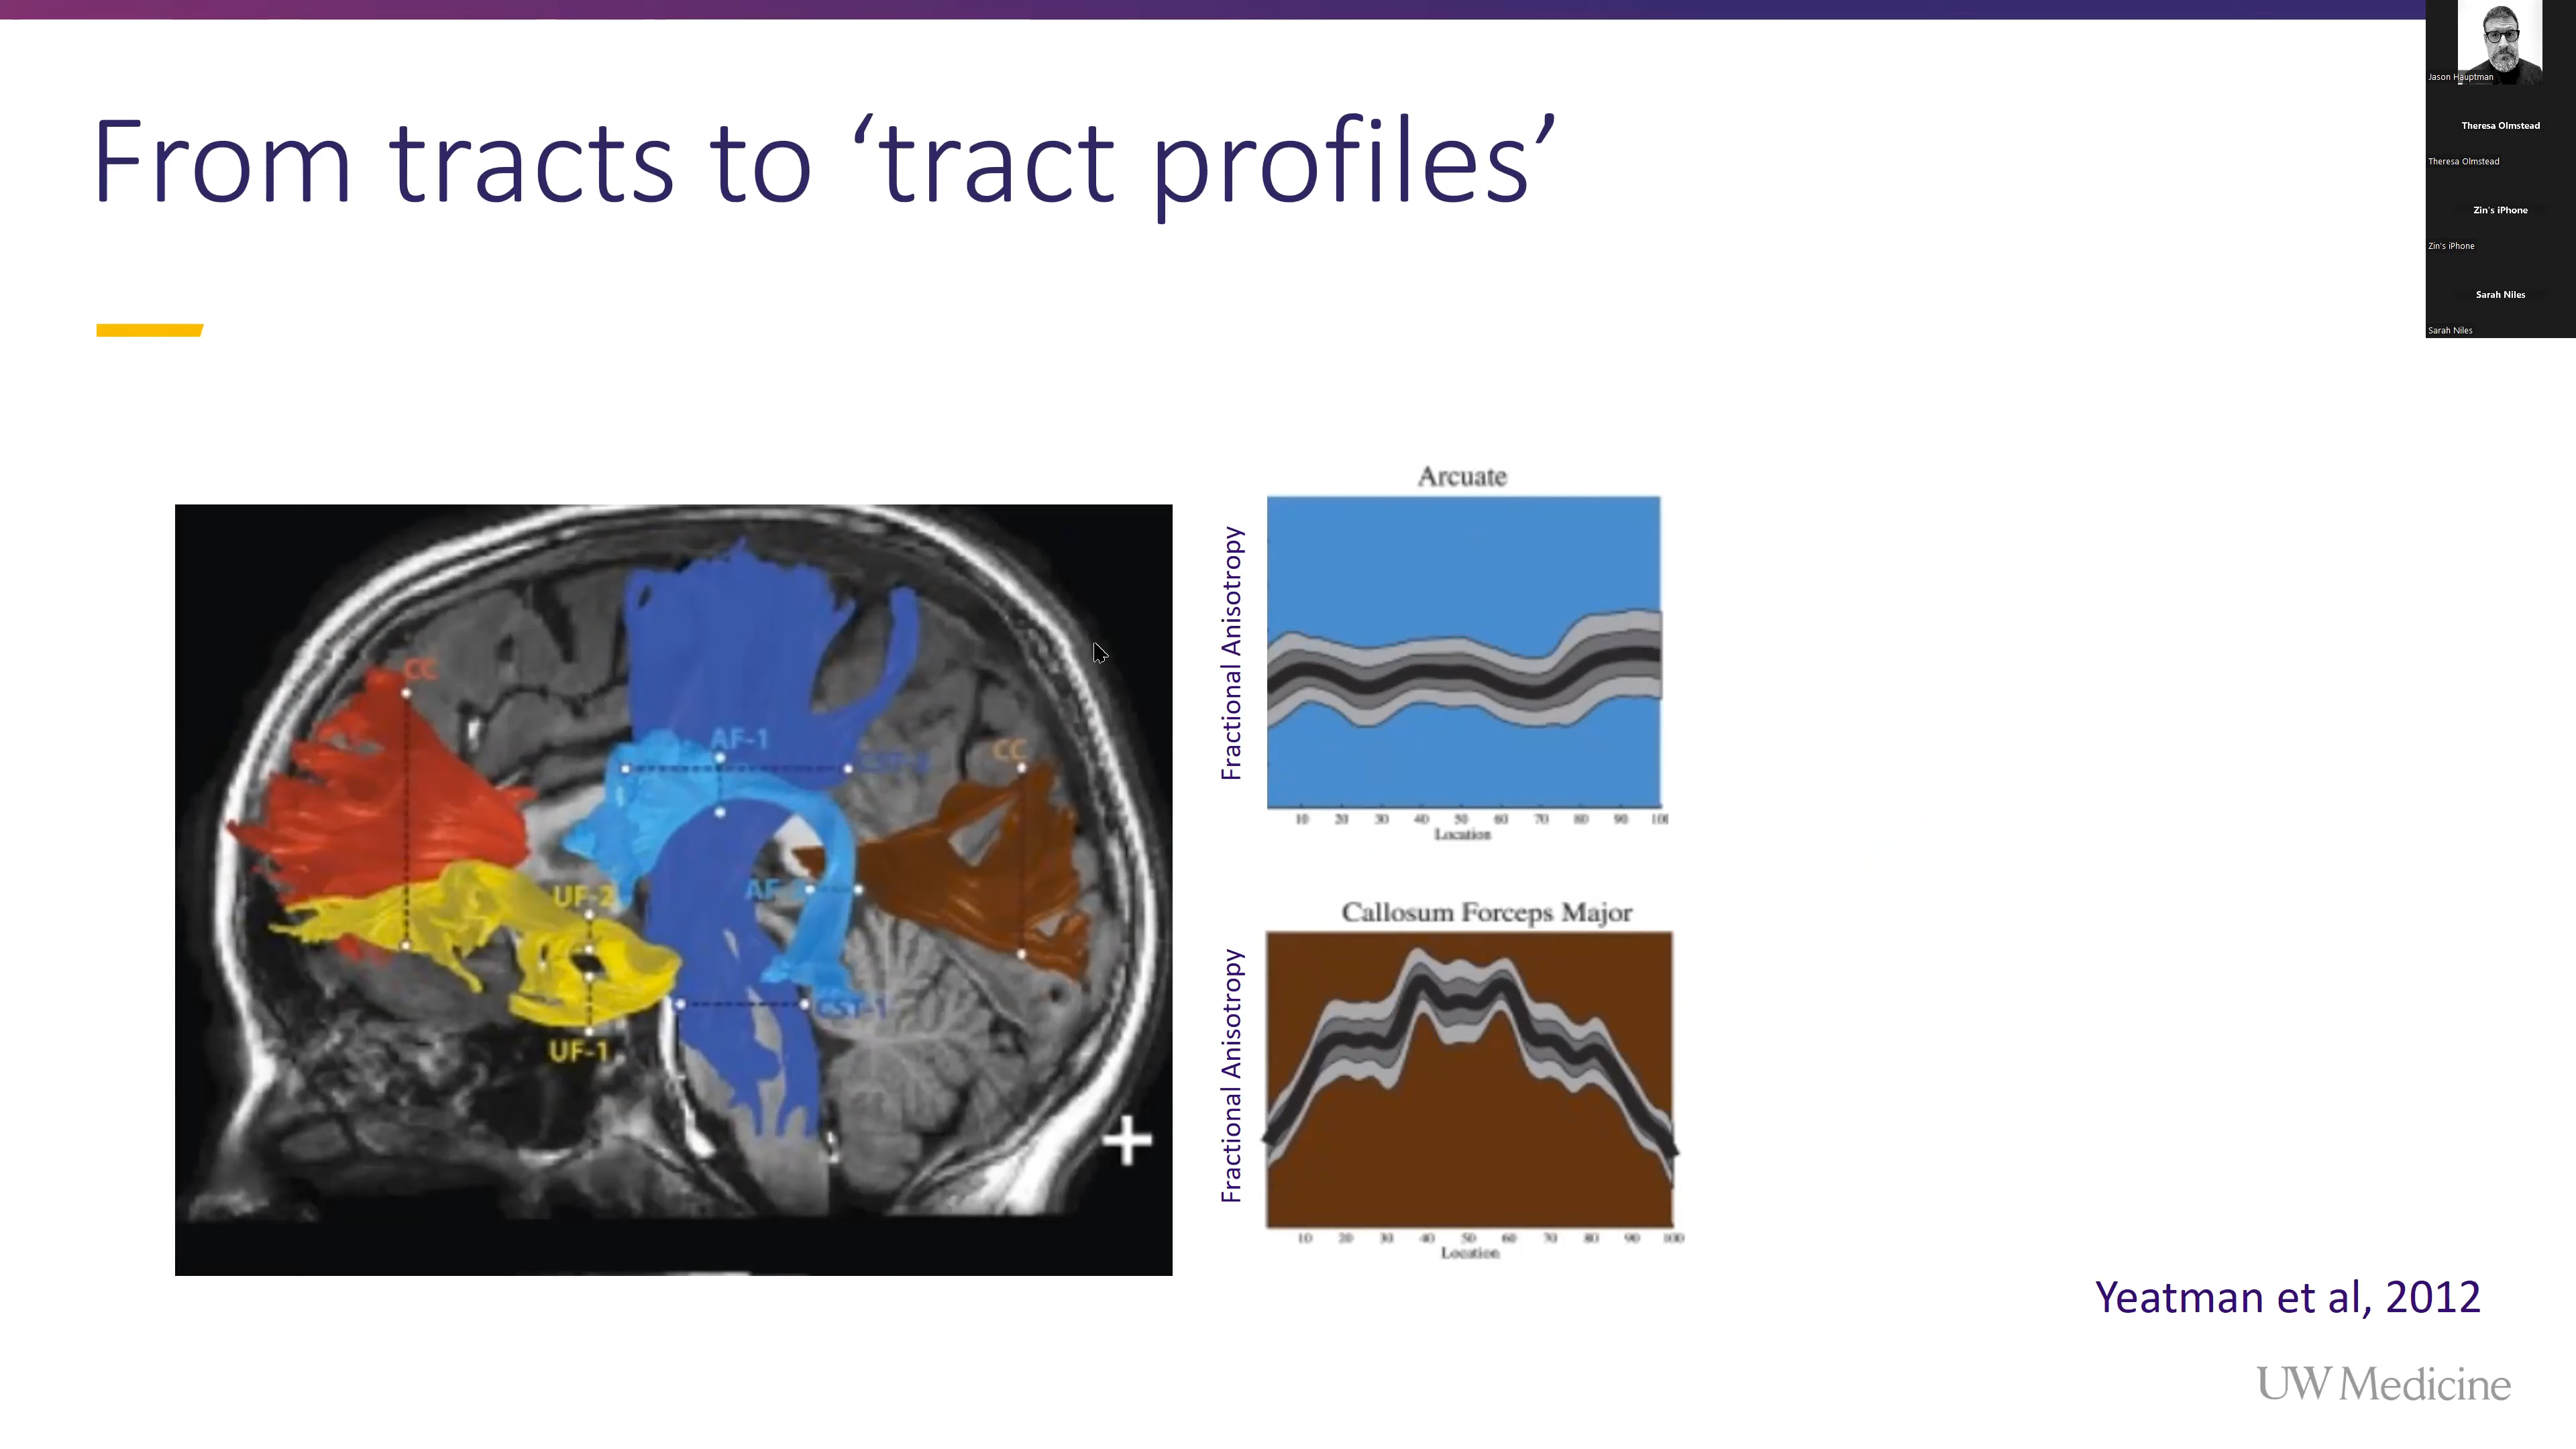 From tracts to ‘tract profiles’
Jason Hauptman
Theresa Olmstead
Theresa Olmstead
Zin's iPhone
Zin's iPhone
Sarah Niles
Sarah Niles
CC
AF-1
CC
UF-2
CST-1
UF-1
Arcuate
Fractional Anisotropy
10 20 30 40 50 60 70 80 90 100
Location
Callosum Forceps Major
Fractional Anisotropy
10 20 30 40 50 60 70 80 90 100
Location
Yeatman et al, 2012
UW Medicine